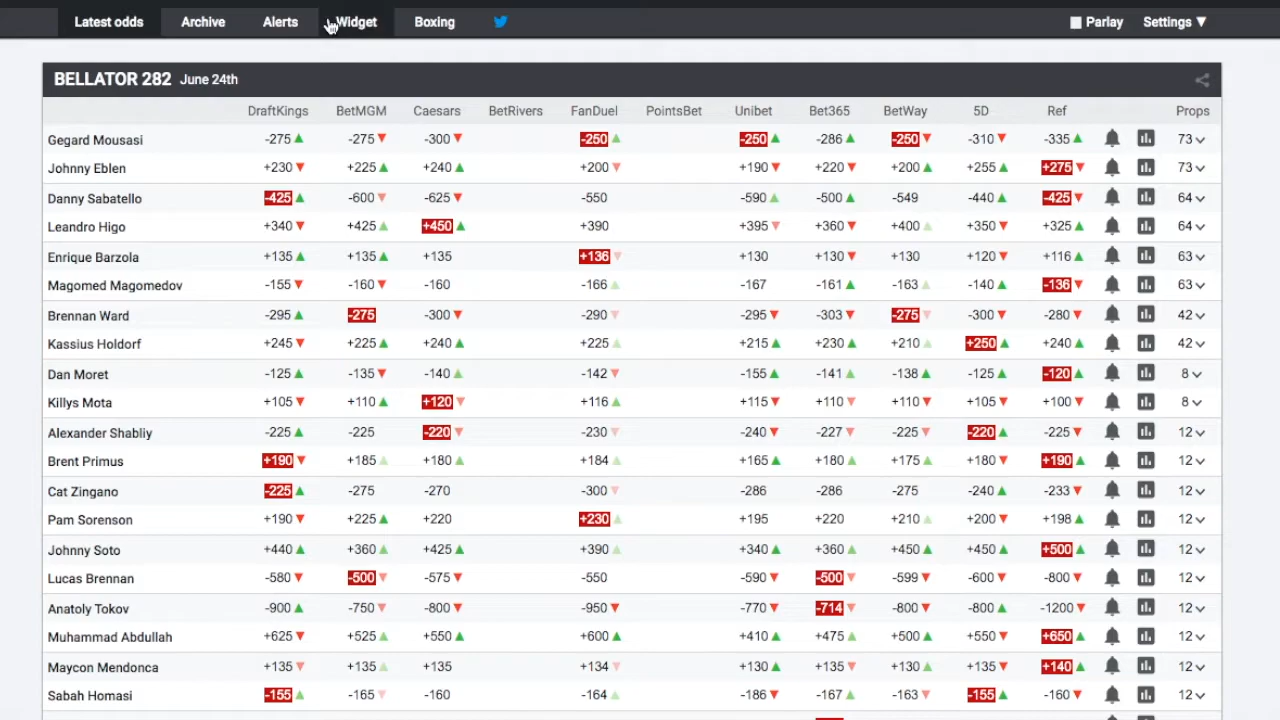 Latest odds Archive Alerts Widget Boxing Parlay Settings ▼
BELLATOR 282 June 24th
DraftKings BetMGM Caesars BetRivers FanDuel PointsBet Unibet Bet365 BetWay 5D Ref Props
Gegard Mousasi -275▲ -275▼ -300▼ -250▲ -250▲ -286▲ -250▼ -310▼ -335▲ 73
Johnny Eblen +230▼ +225▲ +240▲ +200▼ +190▼ +220▼ +200▲ +255▲ +275▼ 73
Danny Sabatello -425▲ -600▼ -625▼ -550 -590▲ -500▲ -549 -440▲ -425▼ 64
Leandro Higo +340▼ +425▲ +450▲ +390 +395▼ +360▼ +400▲ +350▼ +325▲ 64
Enrique Barzola +135▲ +135▲ +135 +136▼ +130 +130▼ +130 +120▼ +116▲ 63
Magomed Magomedov -155▼ -160▼ -160 -166▲ -167 -161▲ -163▲ -140▲ -136▼ 63
Brennan Ward -295▲ -275 -300▼ -290▼ -295▼ -303▼ -275▼ -300▼ -280▼ 42
Kassius Holdorf +245▼ +225▲ +240▲ +225▲ +215▲ +230▲ +210▲ +250▲ +240▲ 42
Dan Moret -125▲ -135▼ -140▲ -142▼ -155▲ -141▲ -138▲ -125▲ -120▲ 8
Killys Mota +105▼ +110▲ +120▼ +116▲ +115▼ +110▼ +110▼ +105▼ +100▼ 8
Alexander Shabliy -225▲ -225 -220▼ -230▼ -240▼ -227▼ -225▼ -220▲ -225▼ 12
Brent Primus +190▼ +185▲ +180▲ +184▲ +165▲ +180▲ +175▲ +180▼ +190▲ 12
Cat Zingano -225▲ -275 -270 -300▼ -286 -286 -275 -240▲ -233▼ 12
Pam Sorenson +190▼ +225▲ +220 +230▲ +195 +220 +210▲ +200▼ +198▲ 12
Johnny Soto +440▲ +360▲ +425▲ +390▲ +340▲ +360▲ +450▲ +450▲ +500▲ 12
Lucas Brennan -580▼ -500▼ -575▼ -550 -590▼ -500▼ -599▼ -600▼ -800▼ 12
Anatoly Tokov -900▲ -750▼ -800▼ -950▼ -770▼ -714▼ -800▼ -800▲ -1200▼ 12
Muhammad Abdullah +625▼ +525▲ +550▲ +600▲ +410▲ +475▲ +500▲ +550▼ +650▲ 12
Maycon Mendonca +135▼ +135▲ +135 +134▼ +130▲ +135▼ +130▲ +135▼ +140▲ 12
Sabah Homasi -155▲ -165▼ -160 -164▲ -186▼ -167▲ -163▼ -155▲ -160▼ 12